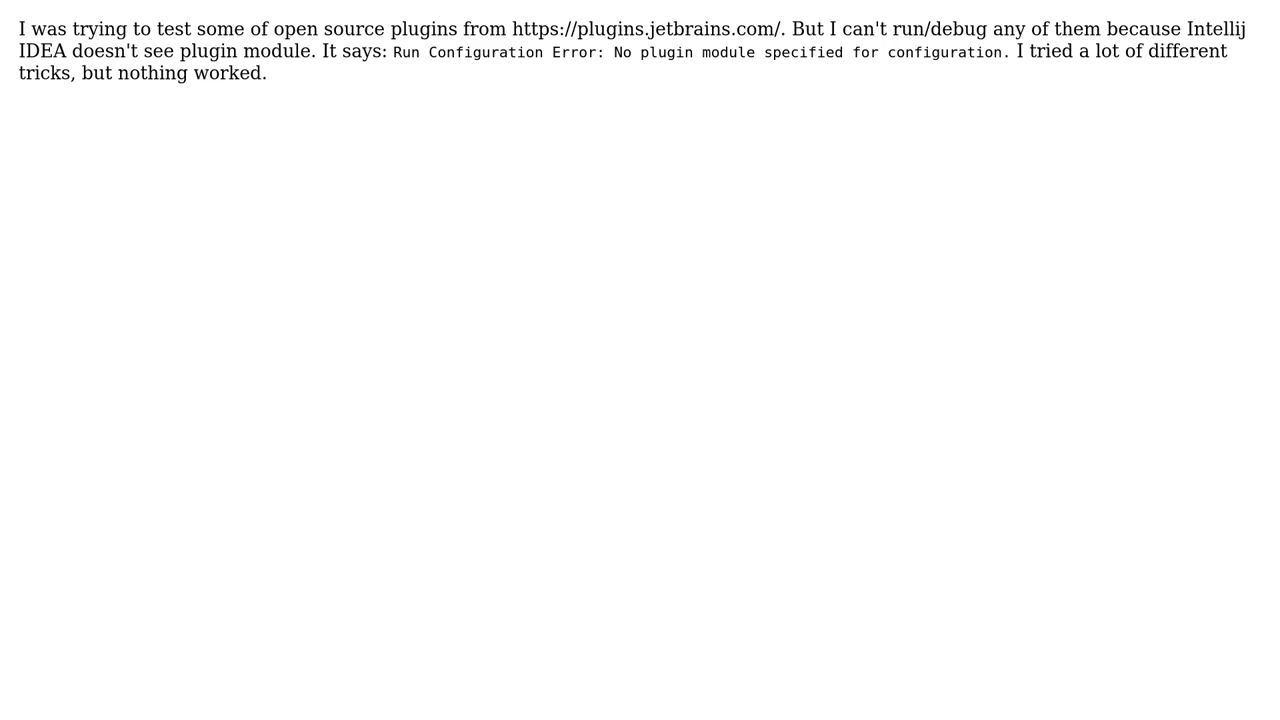 I was trying to test some of open source plugins from https://plugins.jetbrains.com/. But I can't run/debug any of them because Intellij
IDEA doesn't see plugin module. It says: Run Configuration Error: No plugin module specified for configuration. I tried a lot of different
tricks, but nothing worked.